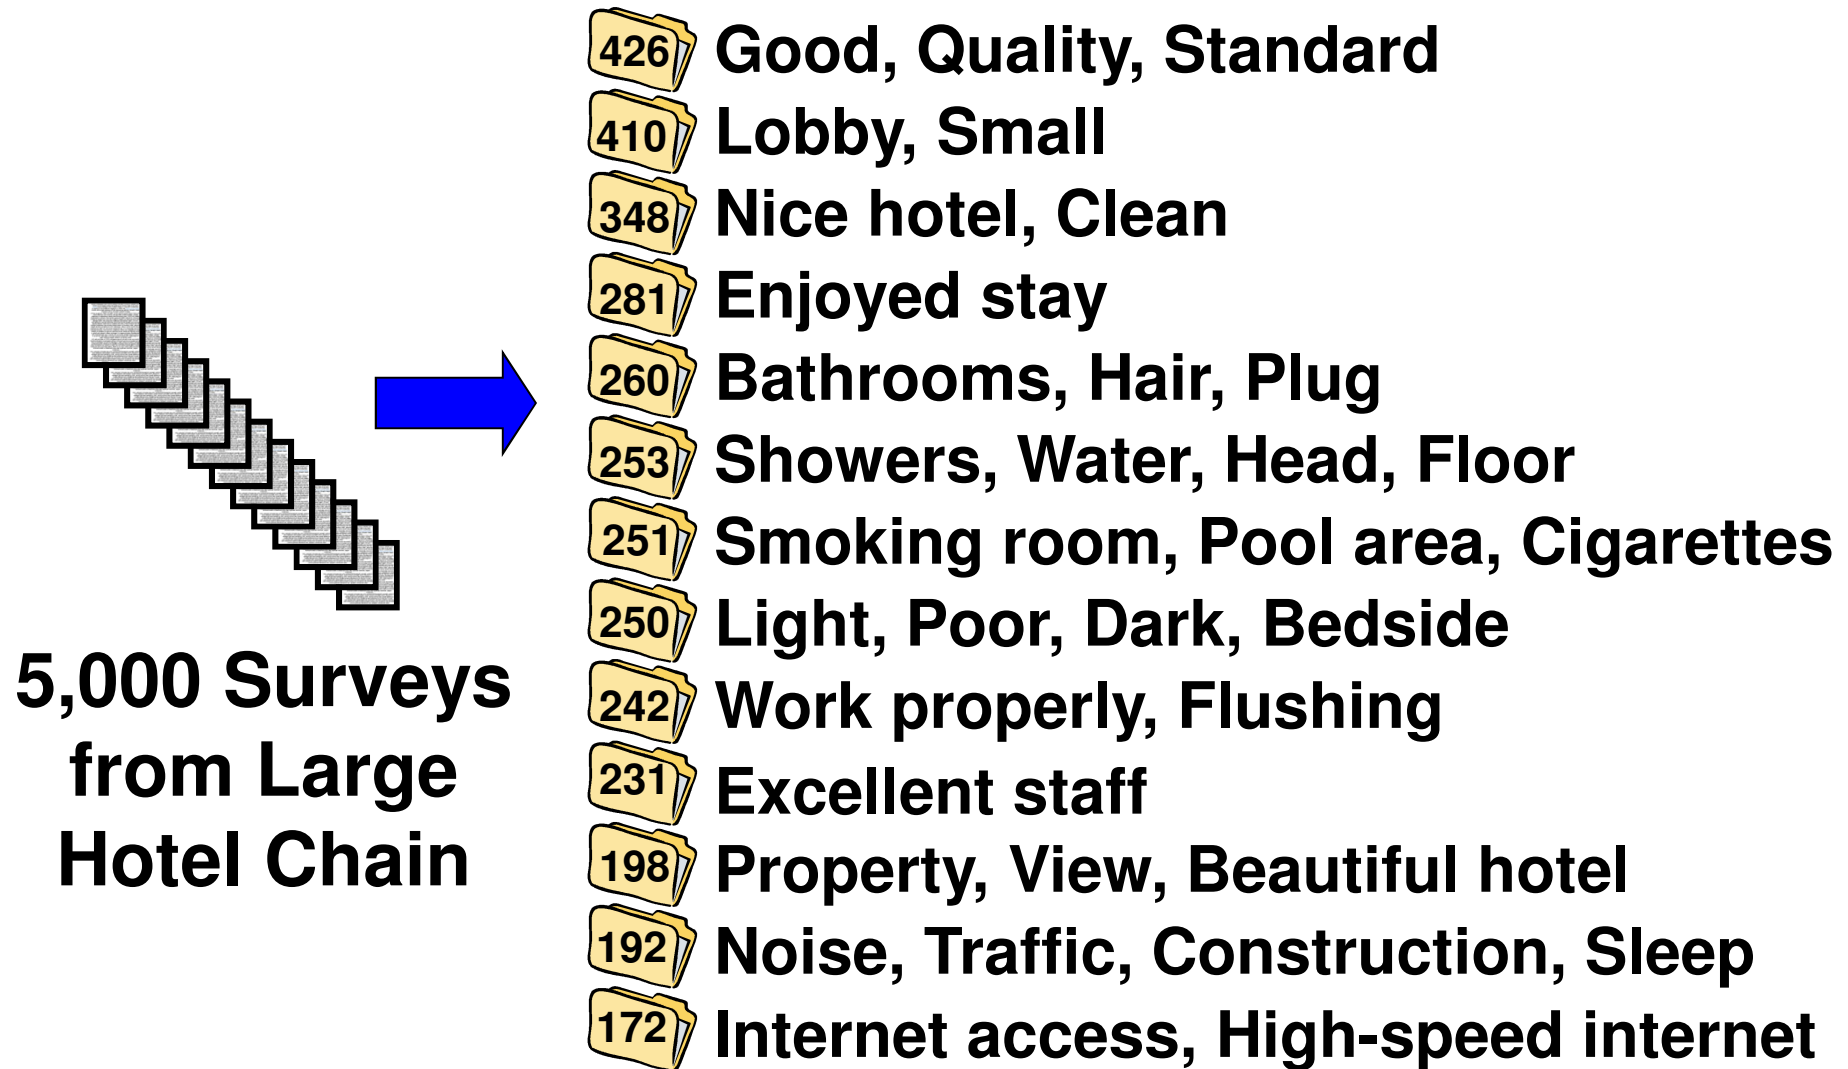 426 Good, Quality, Standard
410 Lobby, Small
348 Nice hotel, Clean
281 Enjoyed stay
260 Bathrooms, Hair, Plug
253 Showers, Water, Head, Floor
251 Smoking room, Pool area, Cigarettes
250 Light, Poor, Dark, Bedside
242 Work properly, Flushing
231 Excellent staff
198 Property, View, Beautiful hotel
192 Noise, Traffic, Construction, Sleep
172 Internet access, High-speed internet
5,000 Surveys
from Large
Hotel Chain